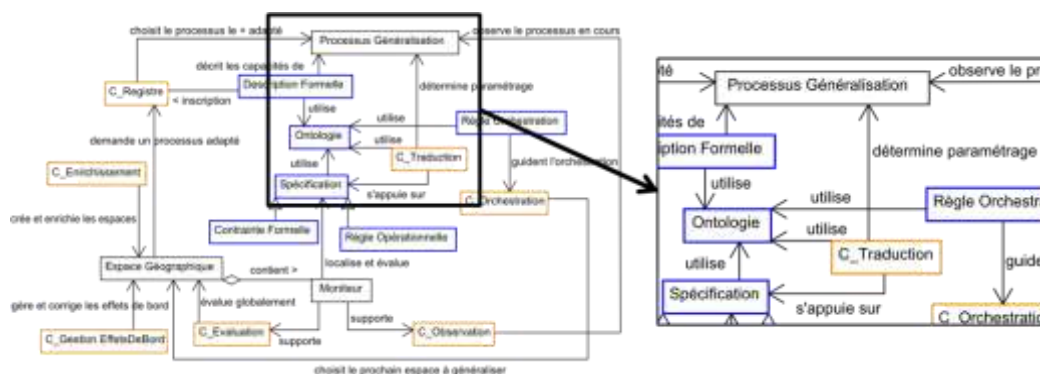 choisit le processus le + adapté
observe le processus en cours
Processus Généralisation
décrit les capacités de
C_Registre
Description Formelle
détermine paramétrage
< inscription
utilise
Règle Orchestration
utilise
Ontologie
utilise
demande un processus adapté
utilise
C_Traduction
guident l'orchestration
C_Enrichissement
Spécification
s'appuie sur
C_Orchestration
crée et enrichie les espaces
Contrainte Formelle
Règle Opérationnelle
localise et évalue
Espace Géographique
contient >
Moniteur
gère et corrige les effets de bord
évalue globalement
supporte
C_Gestion EffetsDeBord
C_Evaluation
supporte
C_Observation
choisit le prochain espace à généraliser
té
observe le pr
Processus Généralisation
ités de
iption Formelle
détermine paramétrage
utilise
utilise
Règle Orchestra
Ontologie
utilise
utilise
C_Traduction
guide
Spécification
s'appuie sur
C_Orchestratio